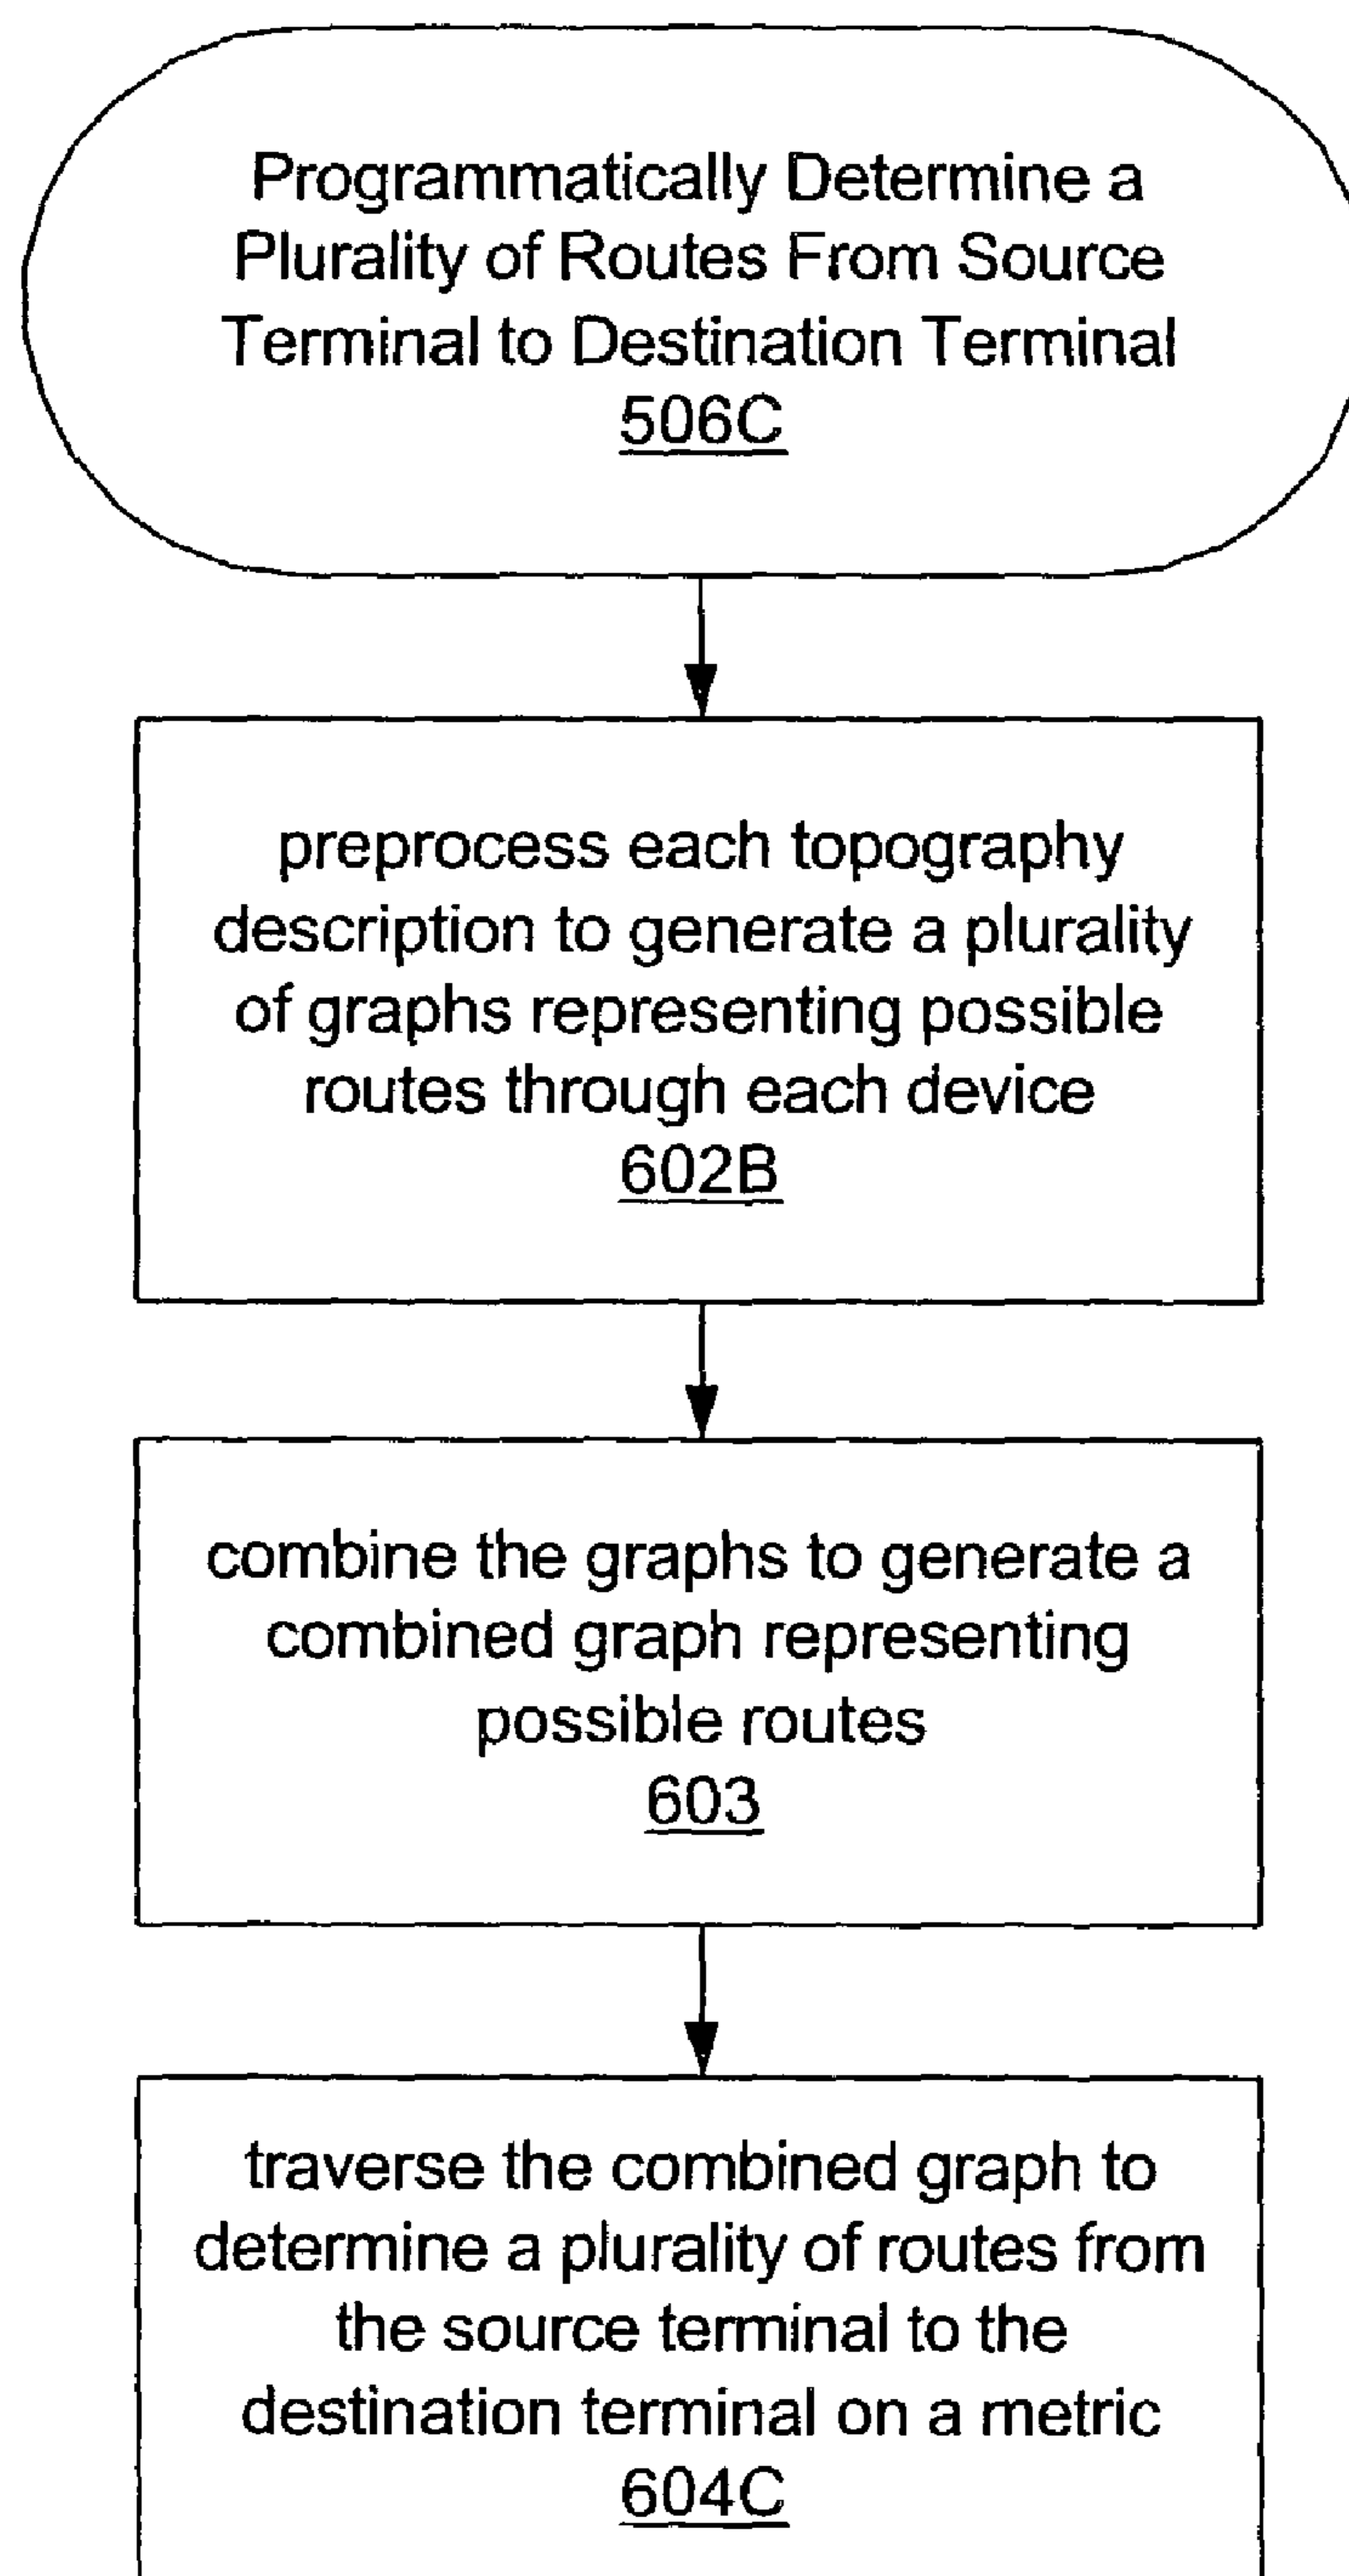 Programmatically Determine a
Plurality of Routes From Source
Terminal to Destination Terminal
506C
preprocess each topography
description to generate a plurality
of graphs representing possible
routes through each device
602B
combine the graphs to generate a
combined graph representing
possible routes
603
traverse the combined graph to
determine a plurality of routes from
the source terminal to the
destination terminal on a metric
604C